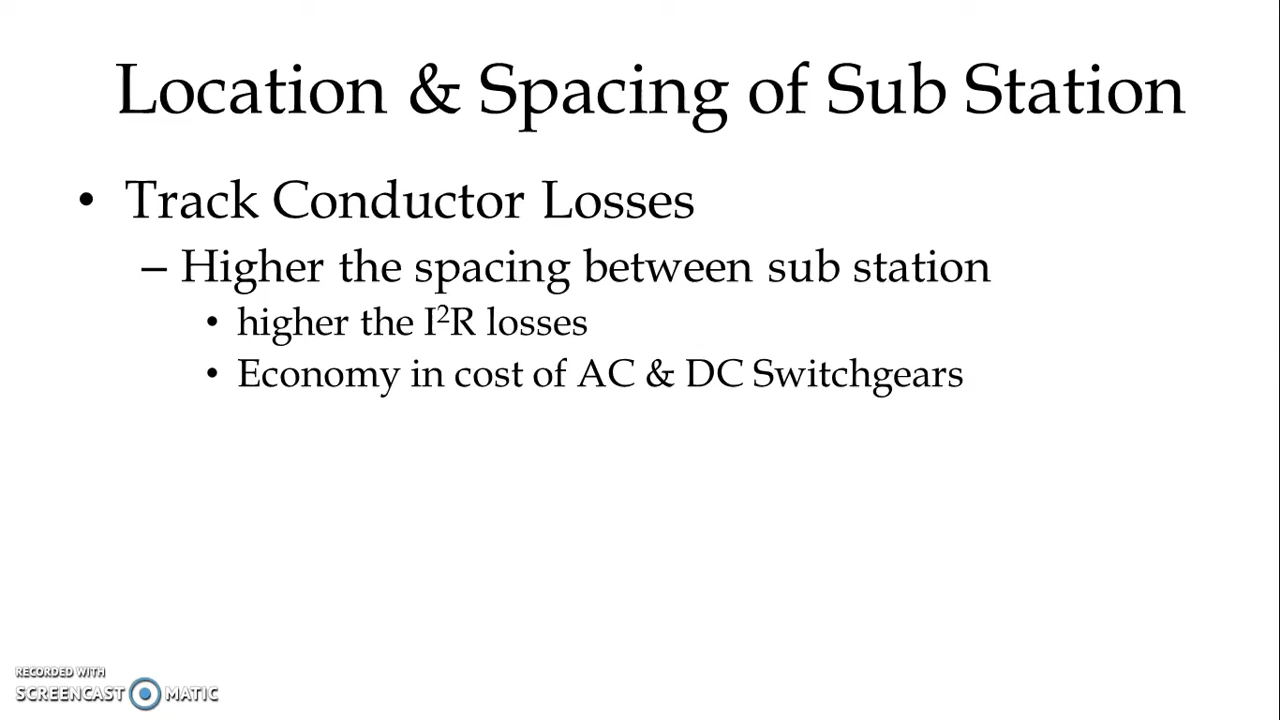 Location & Spacing of Sub Station
• Track Conductor Losses
– Higher the spacing between sub station
• higher the I²R losses
• Economy in cost of AC & DC Switchgears
RECORDED WITH
SCREENCAST MATIC